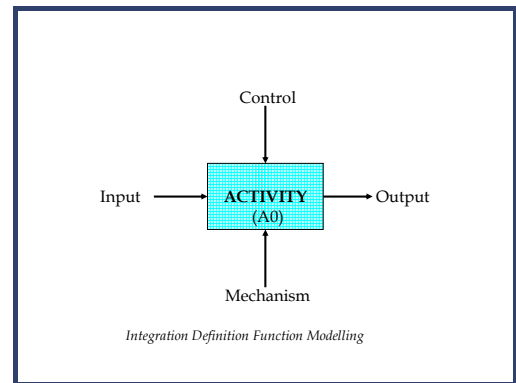 Control
Input
ACTIVITY
(A0)
Output
Mechanism
Integration Definition Function Modelling